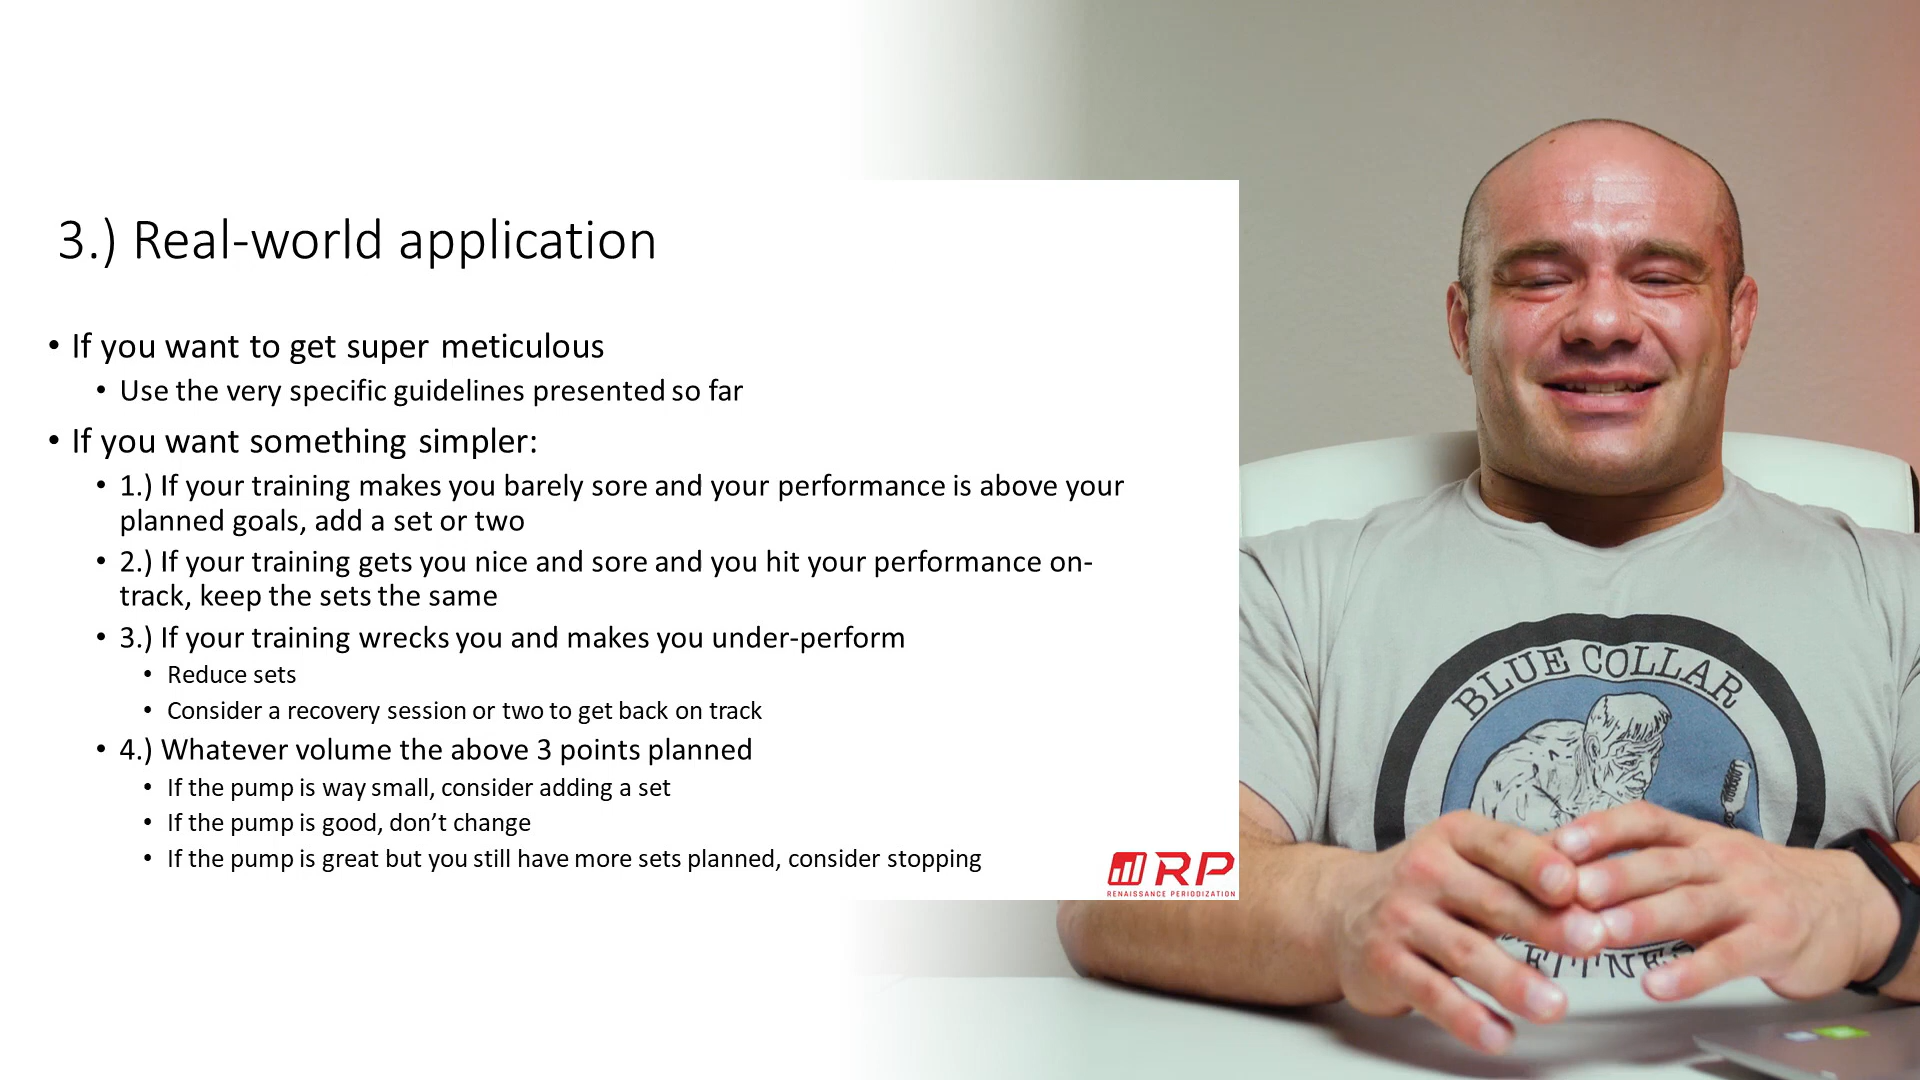 3.) Real-world application
• If you want to get super meticulous
• Use the very specific guidelines presented so far
• If you want something simpler:
• 1.) If your training makes you barely sore and your performance is above your
planned goals, add a set or two
• 2.) If your training gets you nice and sore and you hit your performance on-
track, keep the sets the same
• 3.) If your training wrecks you and makes you under-perform
• Reduce sets
• Consider a recovery session or two to get back on track
• 4.) Whatever volume the above 3 points planned
• If the pump is way small, consider adding a set
• If the pump is good, don’t change
• If the pump is great but you still have more sets planned, consider stopping
RP
RENAISSANCE PERIODIZATION
BLUE COLLAR